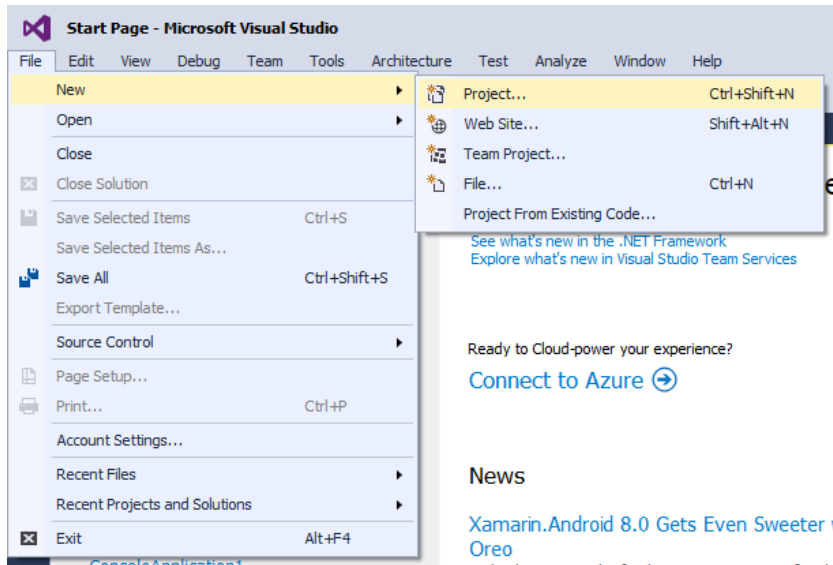 Start Page - Microsoft Visual Studio
File Edit View Debug Team Tools Architecture Test Analyze Window Help
New
Open
Close
Close Solution
Save Selected Items Ctrl+S
Save Selected Items As...
Save All Ctrl+Shift+S
Export Template...
Source Control
Page Setup...
Print... Ctrl+P
Account Settings...
Recent Files
Recent Projects and Solutions
Exit Alt+F4
Project... Ctrl+Shift+N
Web Site... Shift+Alt+N
Team Project...
File... Ctrl+N
Project From Existing Code...
See what's new in the .NET Framework
Explore what's new in Visual Studio Team Services
Ready to Cloud-power your experience?
Connect to Azure
News
Xamarin.Android 8.0 Gets Even Sweeter
Oreo
ConsoleApplication1